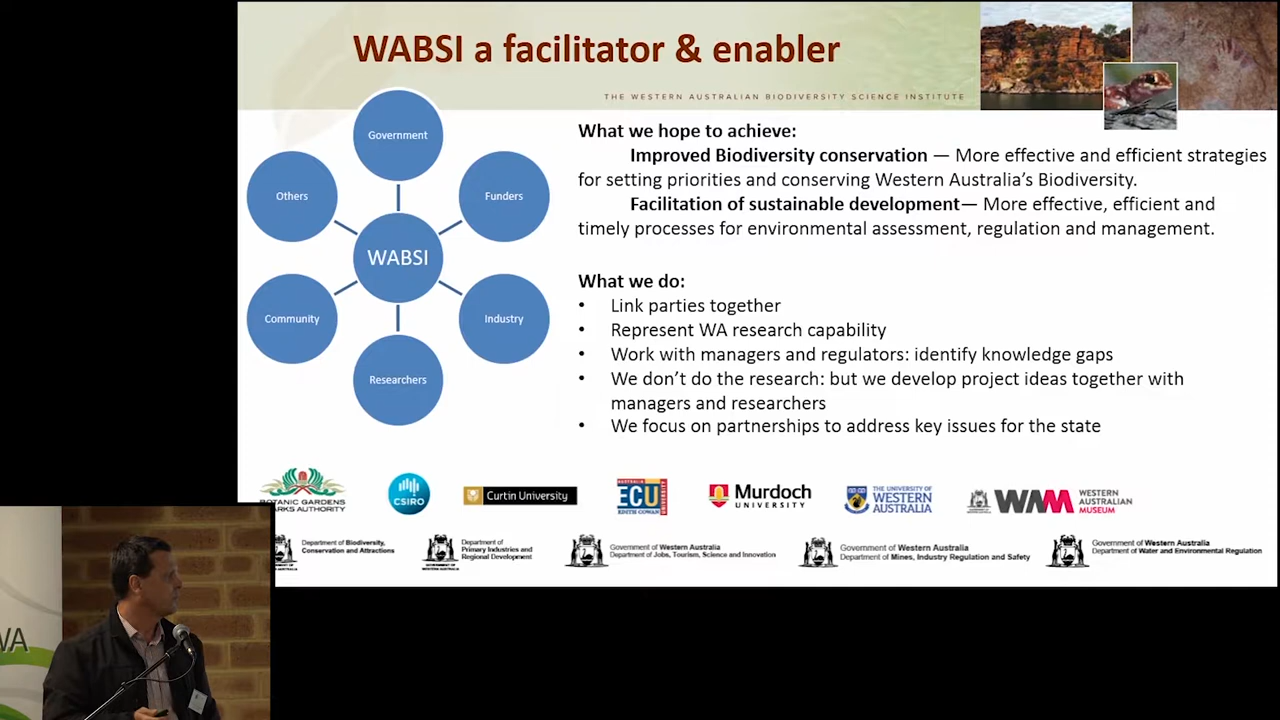 WABSI a facilitator & enabler
THE WESTERN AUSTRALIAN BIODIVERSITY SCIENCE INSTITUTE
Government
Others
Funders
WABSI
Community
Industry
Researchers
What we hope to achieve:
Improved Biodiversity conservation — More effective and efficient strategies
for setting priorities and conserving Western Australia's Biodiversity.
Facilitation of sustainable development— More effective, efficient and
timely processes for environmental assessment, regulation and management.
What we do:
• Link parties together
• Represent WA research capability
• Work with managers and regulators: identify knowledge gaps
• We don't do the research: but we develop project ideas together with
managers and researchers
• We focus on partnerships to address key issues for the state
BOTANIC GARDENS
PARKS AUTHORITY
CSIRO
Curtin University
AUSTRALIA
ECU
EDITH COWAN
UNIVERSITY
Murdoch
UNIVERSITY
THE UNIVERSITY OF
WESTERN
AUSTRALIA
WAM
WESTERN
AUSTRALIAN
MUSEUM
Department of Biodiversity,
Conservation and Attractions
Department of
Primary Industries and
Regional Development
Government of Western Australia
Department of Jobs, Tourism, Science and Innovation
Government of Western Australia
Department of Mines, Industry Regulation and Safety
Government of Western Australia
Department of Water and Environmental Regulation
WA